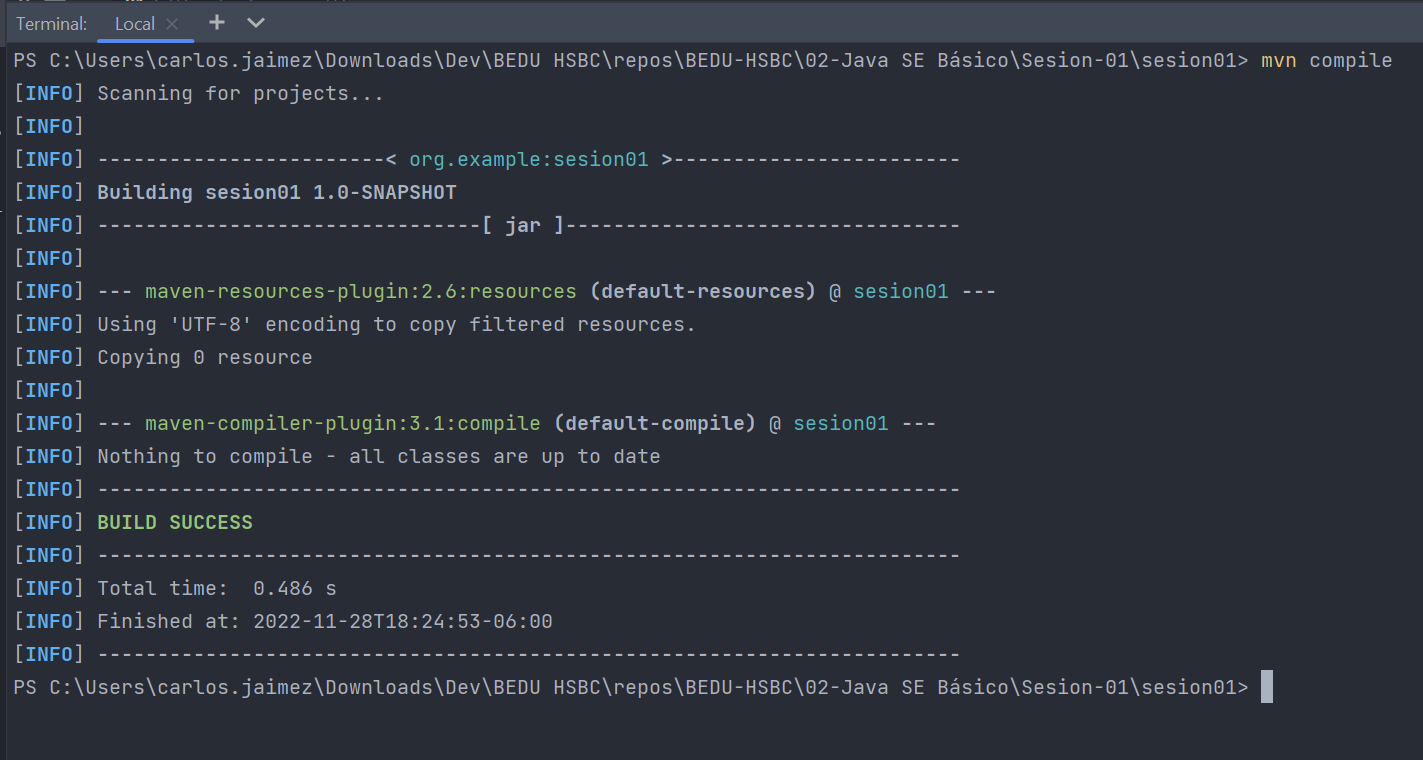 Terminal: Local × + 
PS C:\Users\carlos.jaimez\Downloads\Dev\BEDU HSBC\repos\BEDU-HSBC\02-Java SE Básico\Sesion-01\sesion01> mvn compile
[INFO] Scanning for projects...
[INFO]
[INFO] ------------------------< org.example:sesion01 >------------------------
[INFO] Building sesion01 1.0-SNAPSHOT
[INFO] --------------------------------[ jar ]---------------------------------
[INFO]
[INFO] --- maven-resources-plugin:2.6:resources (default-resources) @ sesion01 ---
[INFO] Using 'UTF-8' encoding to copy filtered resources.
[INFO] Copying 0 resource
[INFO]
[INFO] --- maven-compiler-plugin:3.1:compile (default-compile) @ sesion01 ---
[INFO] Nothing to compile - all classes are up to date
[INFO] ------------------------------------------------------------------------
[INFO] BUILD SUCCESS
[INFO] ------------------------------------------------------------------------
[INFO] Total time:  0.486 s
[INFO] Finished at: 2022-11-28T18:24:53-06:00
[INFO] ------------------------------------------------------------------------
PS C:\Users\carlos.jaimez\Downloads\Dev\BEDU HSBC\repos\BEDU-HSBC\02-Java SE Básico\Sesion-01\sesion01>